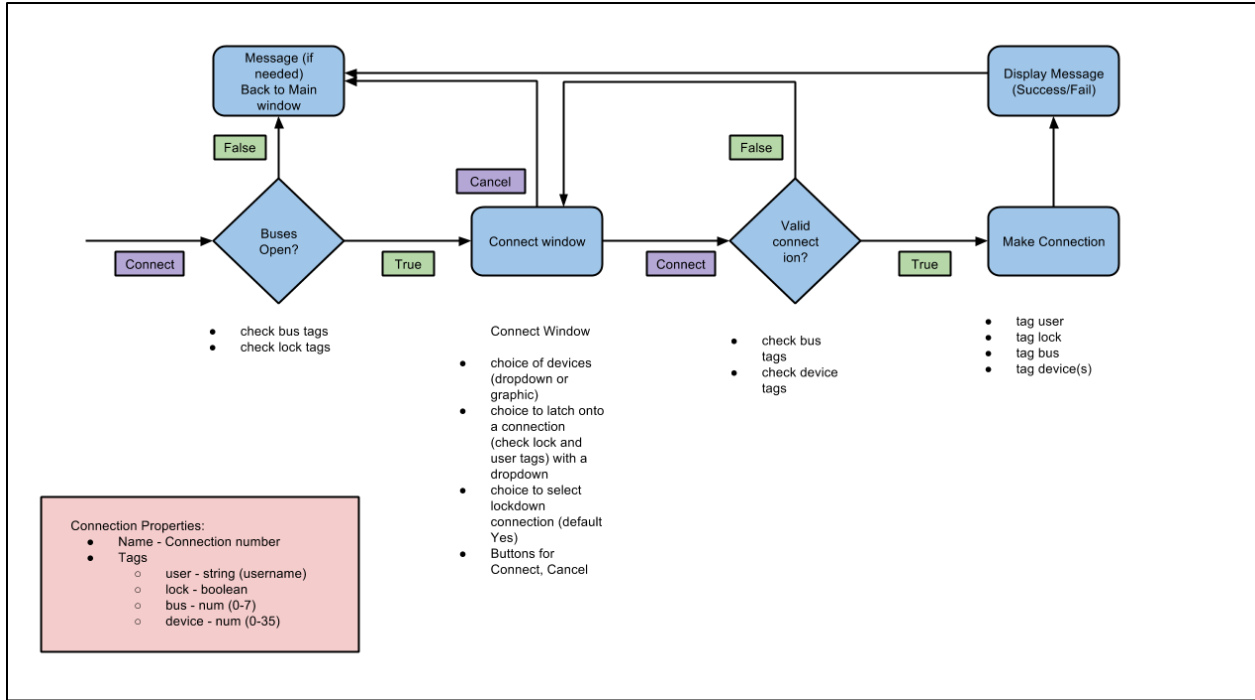 Message (if
needed)
Back to Main
window
Display Message
(Success/Fail)
False
False
Cancel
Buses
Open?
Connect window
Valid
connect
ion?
Make Connection
Connect
True
Connect
True
● check bus tags
● check lock tags
Connect Window
● choice of devices
(dropdown or
graphic)
● choice to latch onto
a connection
(check lock and
user tags) with a
dropdown
● choice to select
lockdown
connection (default
Yes)
● Buttons for
Connect, Cancel
● check bus
tags
● check device
tags
● tag user
● tag lock
● tag bus
● tag device(s)
Connection Properties:
● Name - Connection number
● Tags
○ user - string (username)
○ lock - boolean
○ bus - num (0-7)
○ device - num (0-35)